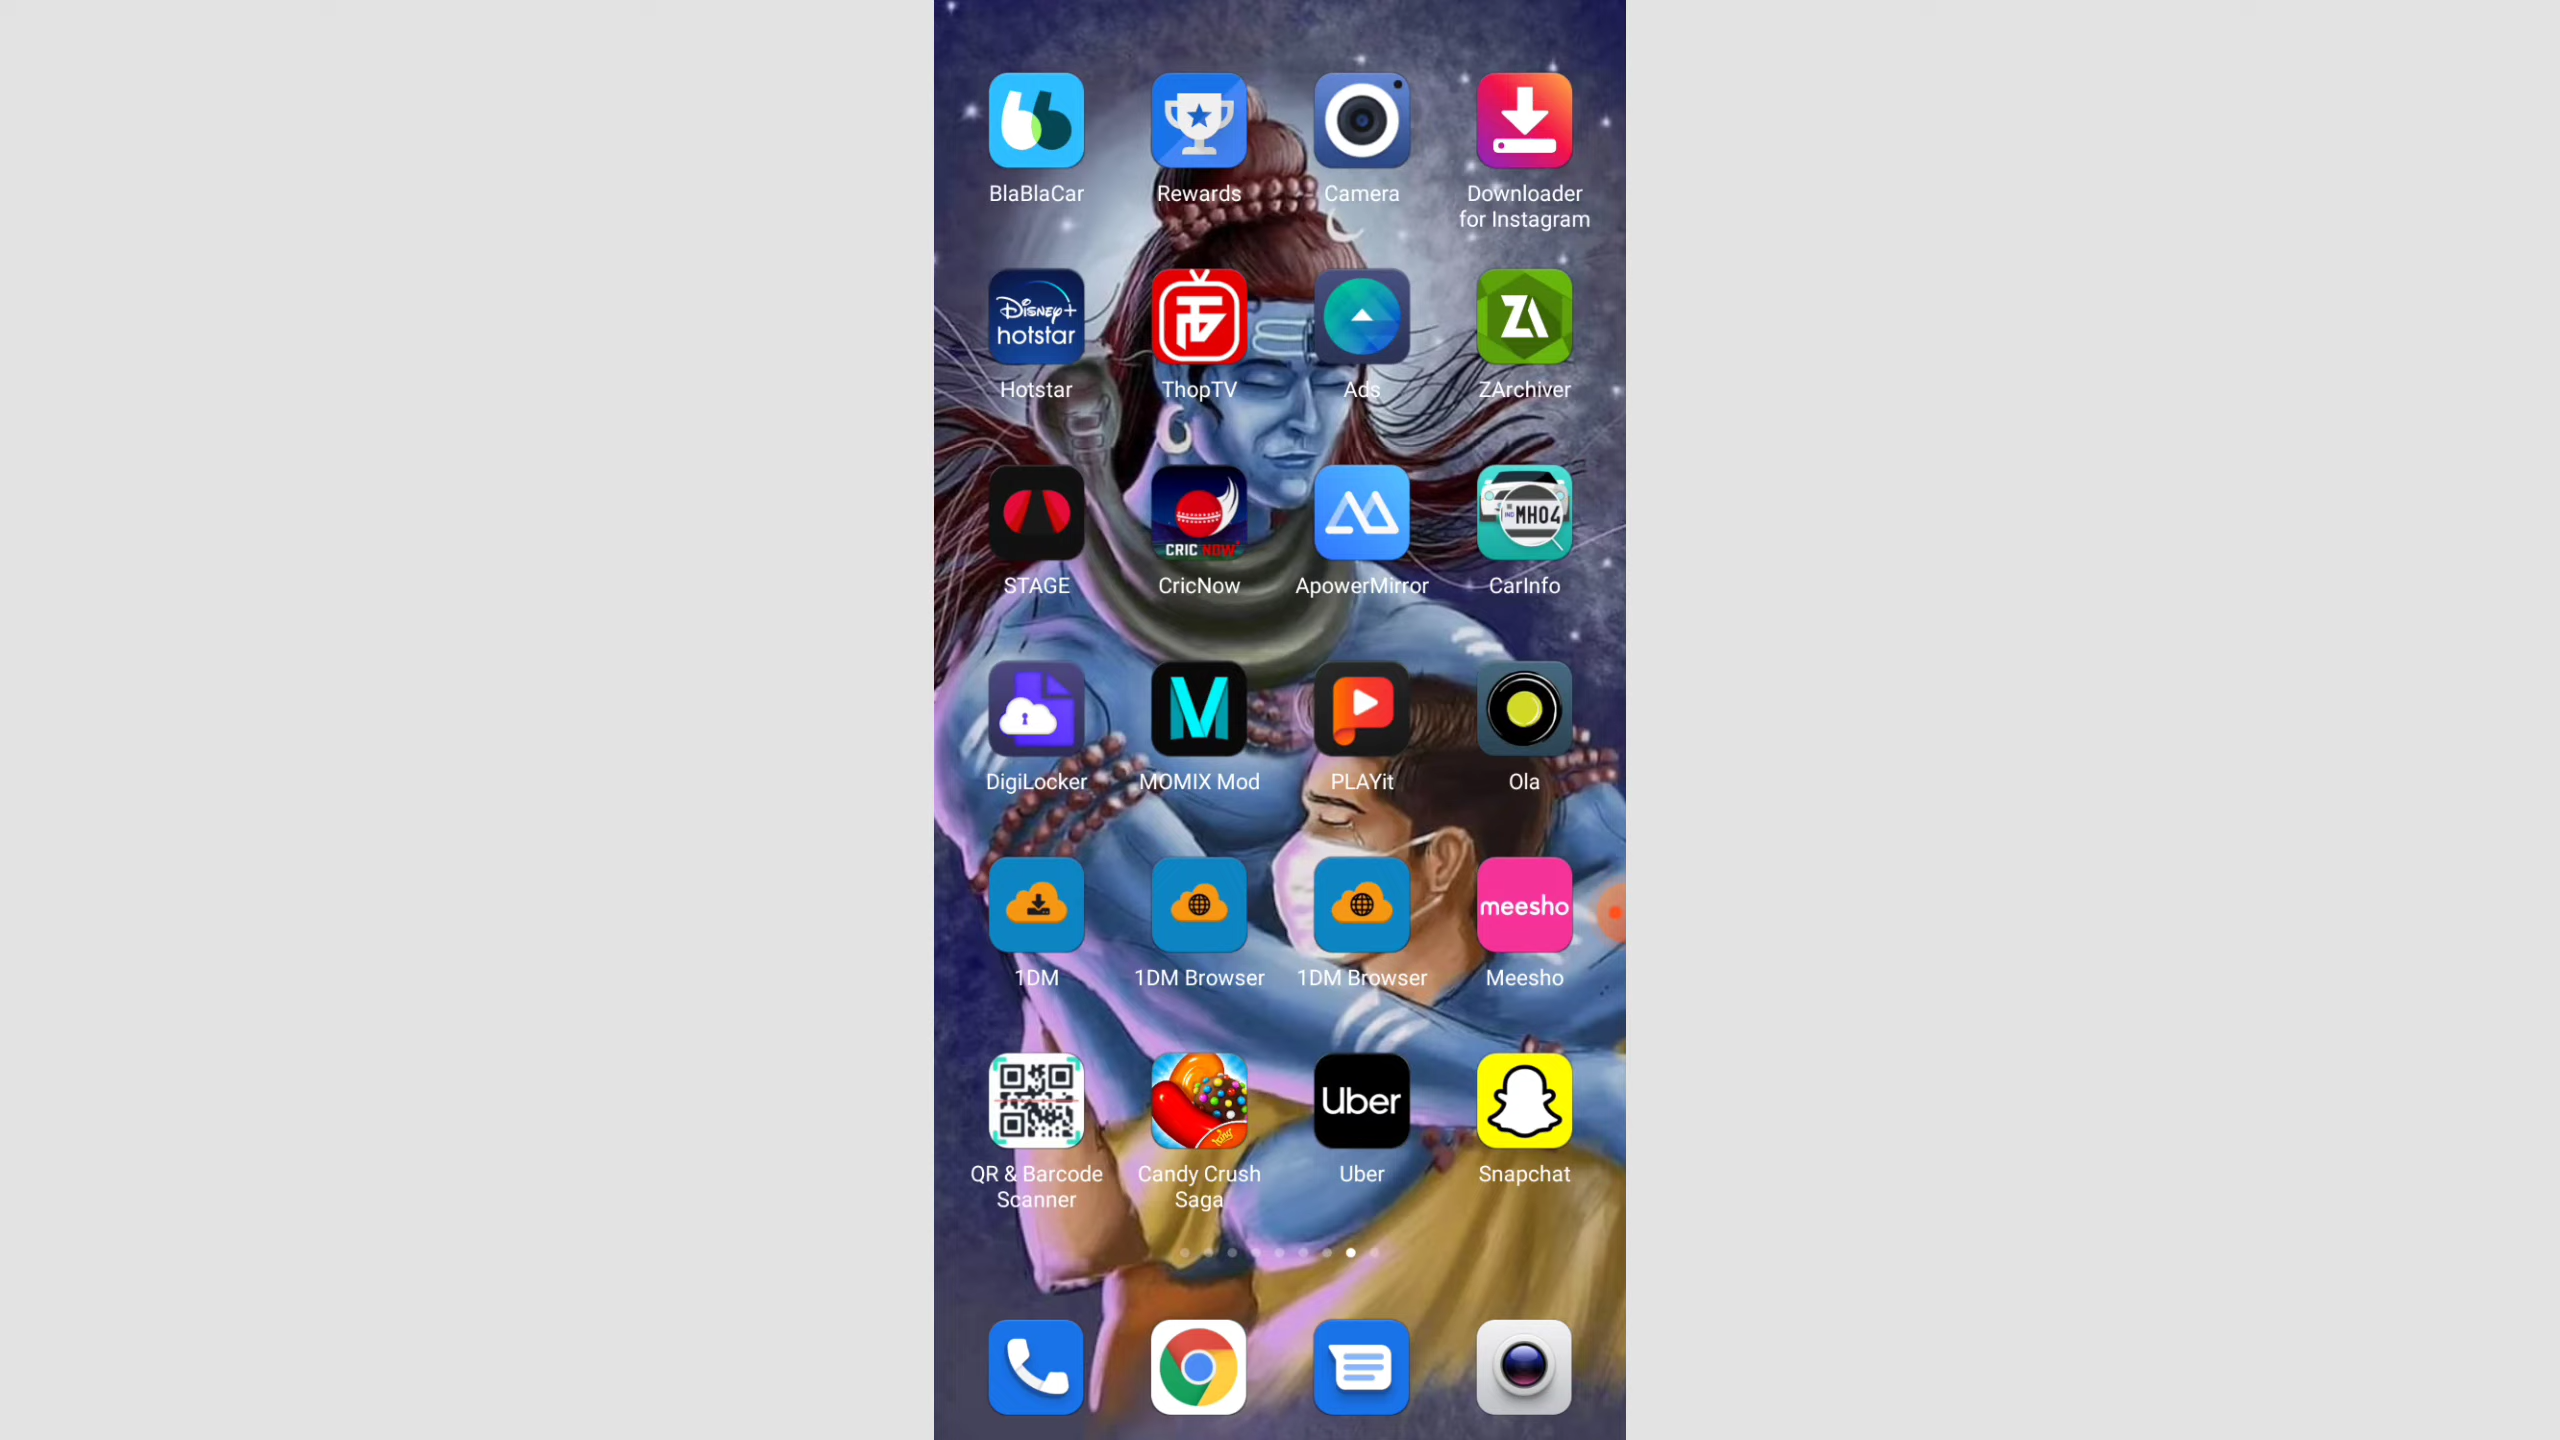 BlaBlaCar
Rewards
Camera
Downloader
for Instagram
Disney+
hotstar
Hotstar
ThopTV
Ads
ZA
ZArchiver
CRIC NOW
MH04
STAGE
CricNow
ApowerMirror
CarInfo
M
DigiLocker
MOMIX Mod
PLAYit
Ola
meesho
1DM
1DM Browser
1DM Browser
Meesho
King
Uber
QR & Barcode
Scanner
Candy Crush
Saga
Uber
Snapchat